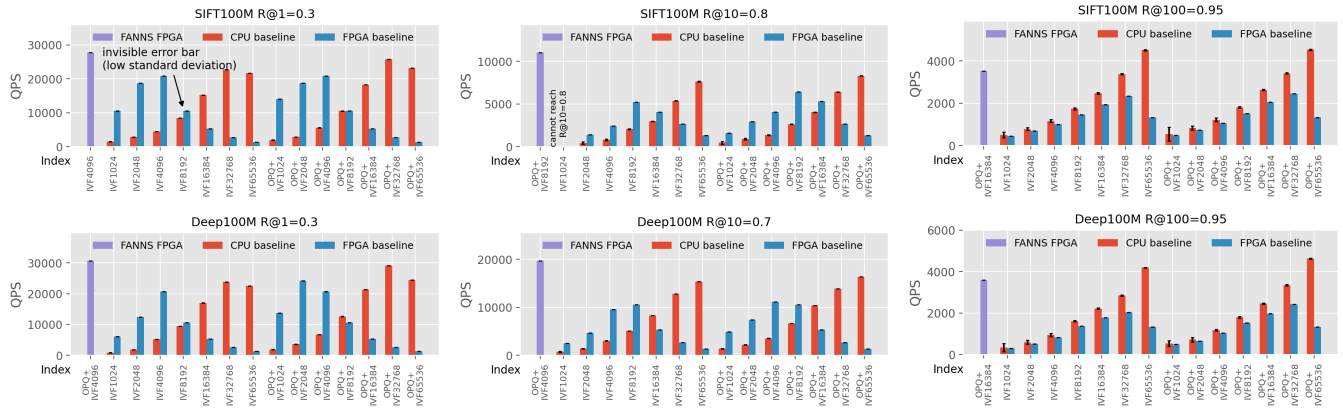 SIFT100M R@1=0.3
QPS
30000
20000
10000
0
FANNS FPGA
CPU baseline
FPGA baseline
invisible error bar
(low standard deviation)
Index
OPQ+
IVF4096
IVF1024
IVF2048
IVF4096
IVF8192
IVF16384
IVF32768
IVF65536
OPQ+
IVF1024
OPQ+
IVF2048
OPQ+
IVF4096
OPQ+
IVF8192
OPQ+
IVF16384
OPQ+
IVF32768
OPQ+
IVF65536
SIFT100M R@10=0.8
10000
5000
0
FANNS FPGA
CPU baseline
FPGA baseline
cannot reach
R@10=0.8
Index
OPQ+
IVF8192
IVF1024
IVF2048
IVF4096
IVF8192
IVF16384
IVF32768
IVF65536
OPQ+
IVF1024
OPQ+
IVF2048
OPQ+
IVF4096
OPQ+
IVF8192
OPQ+
IVF16384
OPQ+
IVF32768
OPQ+
IVF65536
SIFT100M R@100=0.95
QPS
4000
2000
0
FANNS FPGA
CPU baseline
FPGA baseline
Index
OPQ+
IVF16384
IVF1024
IVF2048
IVF4096
IVF8192
IVF16384
IVF32768
IVF65536
OPQ+
IVF1024
OPQ+
IVF2048
OPQ+
IVF4096
OPQ+
IVF8192
OPQ+
IVF16384
OPQ+
IVF32768
OPQ+
IVF65536
Deep100M R@1=0.3
QPS
30000
20000
10000
0
FANNS FPGA
CPU baseline
FPGA baseline
Index
OPQ+
IVF4096
IVF1024
IVF2048
IVF4096
IVF8192
IVF16384
IVF32768
IVF65536
OPQ+
IVF1024
OPQ+
IVF2048
OPQ+
IVF4096
OPQ+
IVF8192
OPQ+
IVF16384
OPQ+
IVF32768
OPQ+
IVF65536
Deep100M R@10=0.7
20000
10000
0
FANNS FPGA
CPU baseline
FPGA baseline
Index
OPQ+
IVF4096
IVF1024
IVF2048
IVF4096
IVF8192
IVF16384
IVF32768
IVF65536
OPQ+
IVF1024
OPQ+
IVF2048
OPQ+
IVF4096
OPQ+
IVF8192
OPQ+
IVF16384
OPQ+
IVF32768
OPQ+
IVF65536
Deep100M R@100=0.95
QPS
6000
4000
2000
0
FANNS FPGA
CPU baseline
FPGA baseline
Index
OPQ+
IVF16384
IVF1024
IVF2048
IVF4096
IVF8192
IVF16384
IVF32768
IVF65536
OPQ+
IVF1024
OPQ+
IVF2048
OPQ+
IVF4096
OPQ+
IVF8192
OPQ+
IVF16384
OPQ+
IVF32768
OPQ+
IVF65536